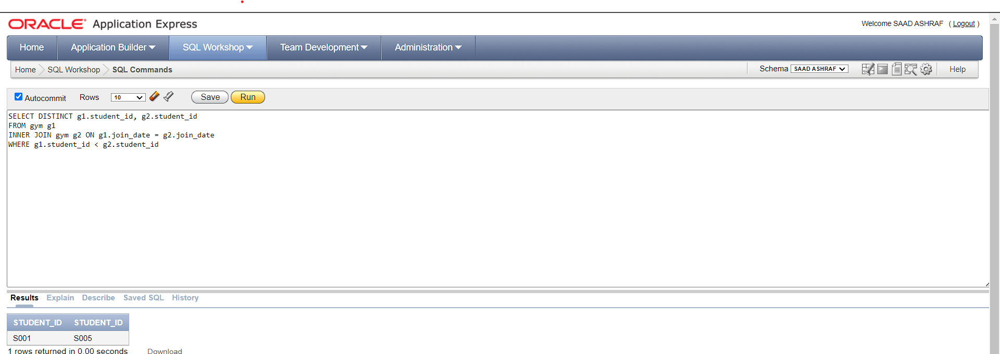 ORACLE Application Express
Welcome SAAD ASHRAF ( Logout )
Home Application Builder SQL Workshop Team Development Administration
Home SQL Workshop SQL Commands Schema SAAD ASHRAF Help
Autocommit Rows 10 Save Run
SELECT DISTINCT g1.student_id, g2.student_id
FROM gym g1
INNER JOIN gym g2 ON g1.join_date = g2.join_date
WHERE g1.student_id < g2.student_id
Results Explain Describe Saved SQL History
STUDENT_ID STUDENT_ID
S001 S005
1 rows returned in 0.00 seconds Download